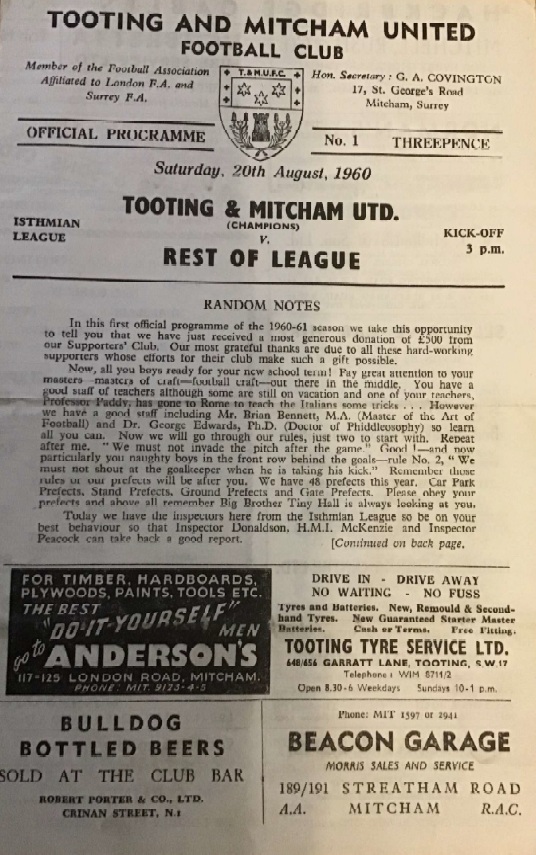 TOOTING AND MITCHAM UNITED
FOOTBALL CLUB
Member of the Football Association
Affiliated to London F.A. and
Surrey F.A.
T. & M.U.F.C.
Hon. Secretary : G. A. COVINGTON
17, St. George's Road
Mitcham, Surrey
OFFICIAL PROGRAMME
No. 1 THREEPENCE
Saturday, 20th August, 1960
ISTHMIAN
LEAGUE
TOOTING & MITCHAM UTD.
(CHAMPIONS)
v.
REST OF LEAGUE
KICK-OFF
3 p.m.
RANDOM NOTES
In this first official programme of the 1960-61 season we take this opportunity
to tell you that we have just received a most generous donation of £500 from
our Supporters' Club. Our most grateful thanks are due to all these hard-working
supporters whose efforts for their club make such a gift possible.
Now, all you boys ready for your new school term! Pay great attention to your
masters—masters of craft—football craft—out there in the middle. You have a
good staff of teachers although some are still on vacation and one of your teachers,
Professor Paddy, has gone to Rome to teach the Italians some tricks . . . However
we have a good staff including Mr. Brian Bennett, M.A. (Master of the Art of
Football) and Dr. George Edwards, Ph.D. (Doctor of Phiddleosophy) so learn
all you can. Now we will go through our rules, just two to start with. Repeat
after me. "We must not invade the pitch after the game." Good !—and now
particularly you naughty boys in the front row behind the goals—rule No. 2, "We
must not shout at the goalkeeper when he is taking his kick." Remember those
rules or our prefects will be after you. We have 48 prefects this year. Car Park
Prefects, Stand Prefects, Ground Prefects and Gate Prefects. Please obey your
prefects and above all remember Big Brother Tiny Hall is always looking at you.
Today we have the inspectors here from the Isthmian League so be on your
best behaviour so that Inspector Donaldson, H.M.I. McKenzie and Inspector
Peacock can take back a good report.
[Continued on back page.
FOR TIMBER, HARDBOARDS,
PLYWOODS, PAINTS, TOOLS ETC.
THE BEST
"DO-IT-YOURSELF"
MEN
go to
ANDERSON'S
117-125 LONDON ROAD, MITCHAM.
PHONE: MIT. 9123-4-5
DRIVE IN - DRIVE AWAY
NO WAITING - NO FUSS
Tyres and Batteries. New, Remould & Second-
hand Tyres. New Guaranteed Starter Master
Batteries. Cash or Terms. Free Fitting.
TOOTING TYRE SERVICE LTD.
648/656 GARRATT LANE, TOOTING, S.W.17
Telephone : WIM 8711/2
Open 8.30-6 Weekdays Sundays 10-1 p.m.
BULLDOG
BOTTLED BEERS
SOLD AT THE CLUB BAR
ROBERT PORTER & CO., LTD.
CRINAN STREET, N.1
Phone: MIT 1597 or 2941
BEACON GARAGE
MORRIS SALES AND SERVICE
189/191 STREATHAM ROAD
A.A. MITCHAM R.A.C.